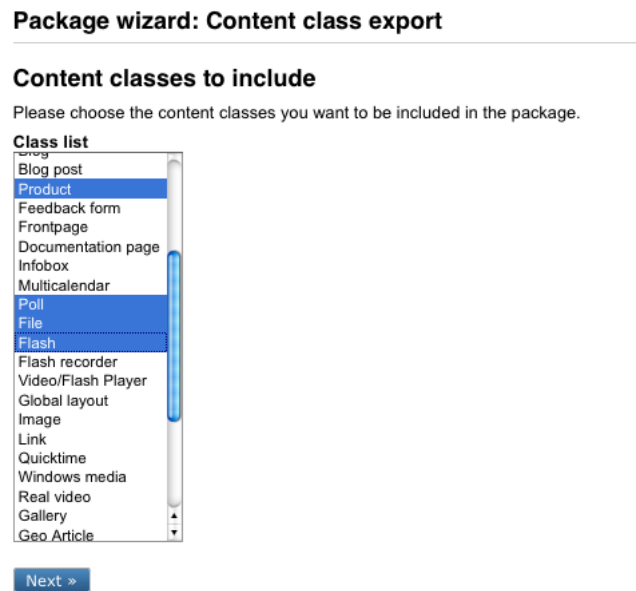 Package wizard: Content class export
Content classes to include
Please choose the content classes you want to be included in the package.
Class list
Blog
Blog post
Product
Feedback form
Frontpage
Documentation page
Infobox
Multicalendar
Poll
File
Flash
Flash recorder
Video/Flash Player
Global layout
Image
Link
Quicktime
Windows media
Real video
Gallery
Geo Article
Next »